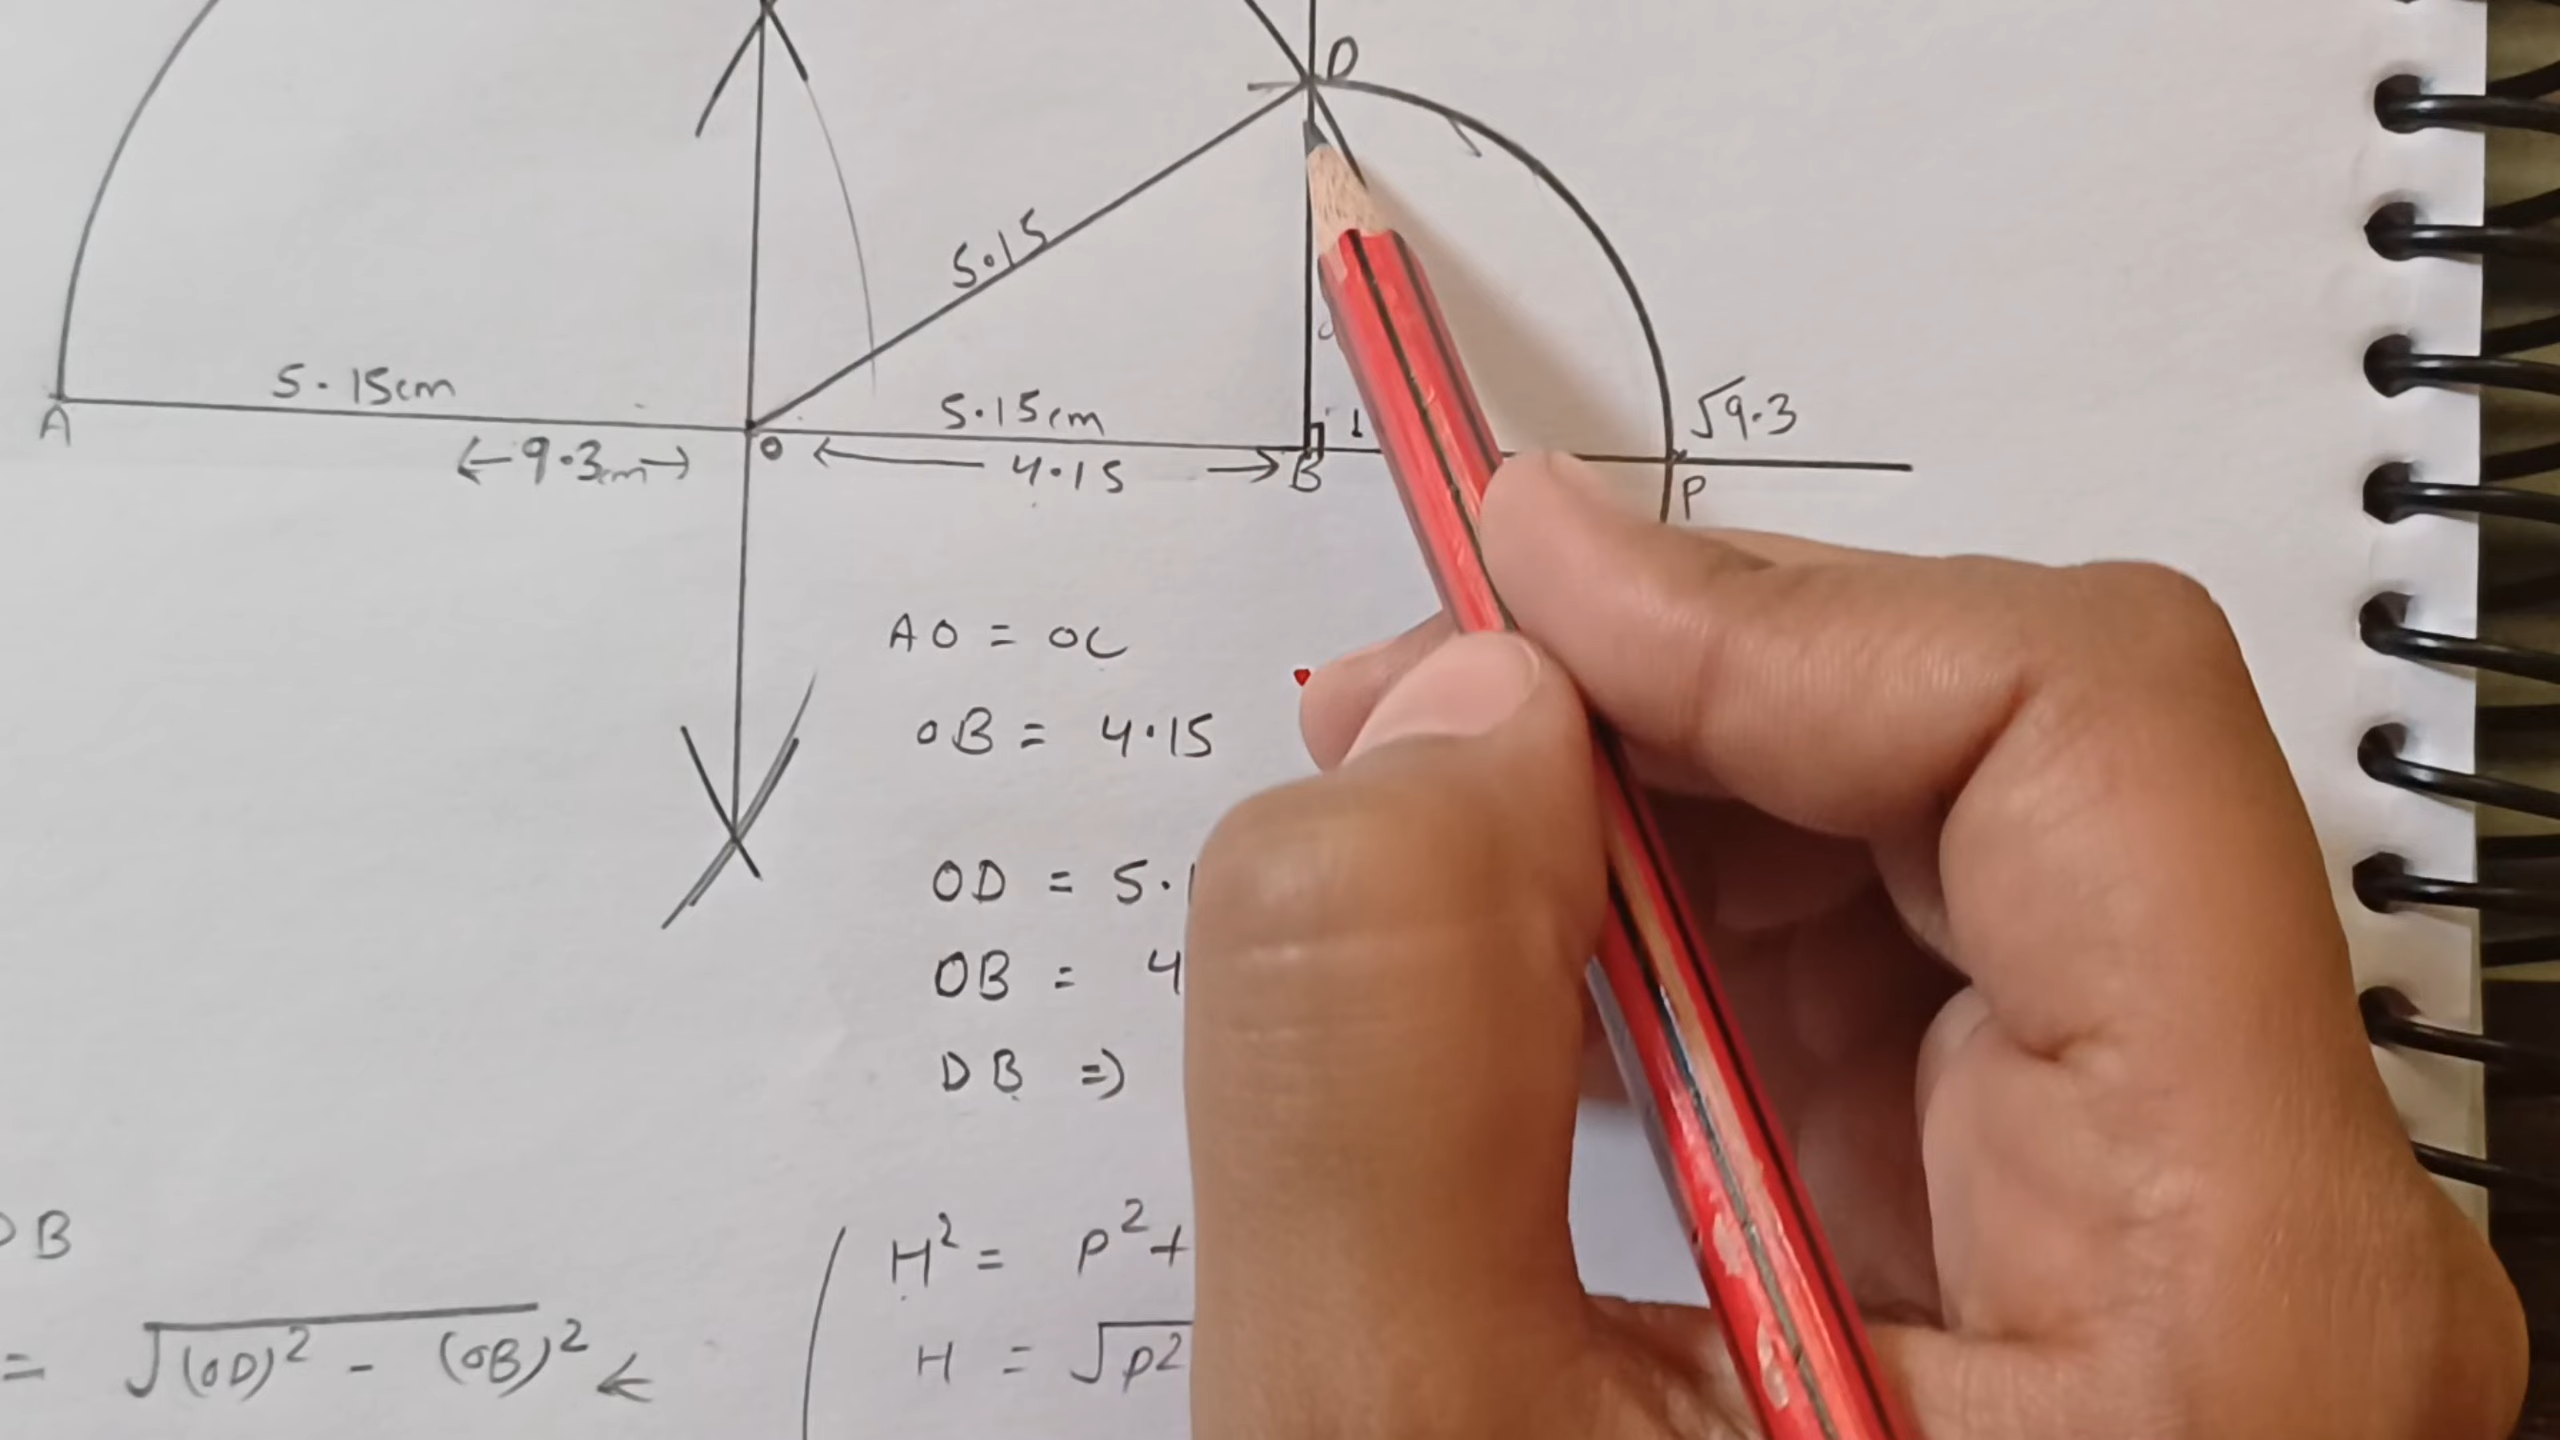 D
5.15
5.15cm
5.15cm
√9.3
A
←9.3cm→
O
← 4.15 →
B
1
P
AO = OC
OB = 4.15
OD = 5.
OB = 4
DB ⇒
B
H² = P²+
= √(OD)² - (OB)² ←
H = √P²